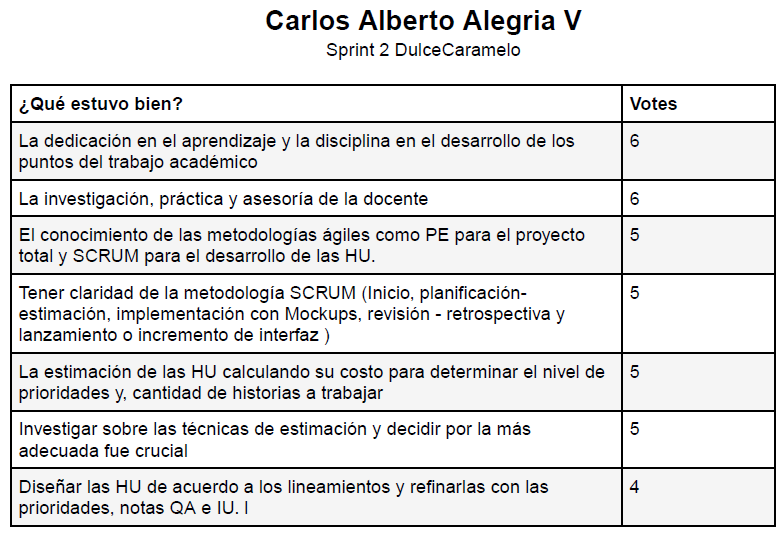 Carlos Alberto Alegria V
Sprint 2 DulceCaramelo
¿Qué estuvo bien? Votes
La dedicación en el aprendizaje y la disciplina en el desarrollo de los 6
puntos del trabajo académico
La investigación, práctica y asesoría de la docente 6
El conocimiento de las metodologías ágiles como PE para el proyecto 5
total y SCRUM para el desarrollo de las HU.
Tener claridad de la metodología SCRUM (Inicio, planificación- 5
estimación, implementación con Mockups, revisión - retrospectiva y
lanzamiento o incremento de interfaz )
La estimación de las HU calculando su costo para determinar el nivel de 5
prioridades y, cantidad de historias a trabajar
Investigar sobre las técnicas de estimación y decidir por la más 5
adecuada fue crucial
Diseñar las HU de acuerdo a los lineamientos y refinarlas con las 4
prioridades, notas QA e IU. l